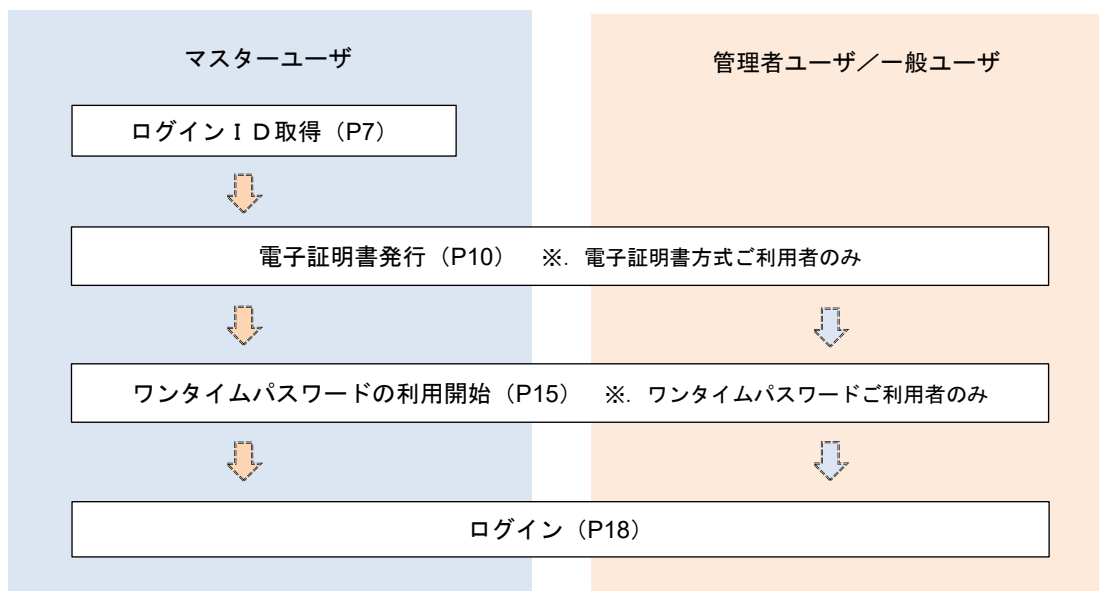 マスターユーザ
管理者ユーザ／一般ユーザ
ログインＩＤ取得（P7）
電子証明書発行（P10）　※．電子証明書方式ご利用者のみ
ワンタイムパスワードの利用開始（P15）　※．ワンタイムパスワードご利用者のみ
ログイン（P18）